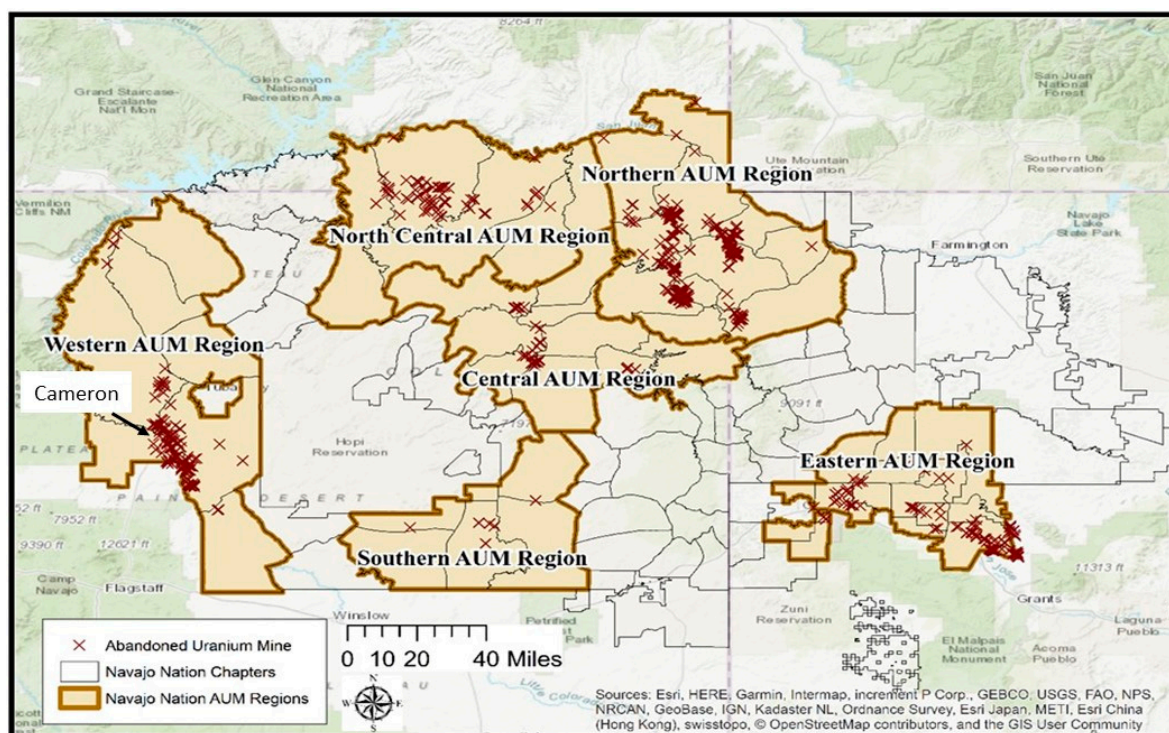 8264 ft
Glen Canyon
National
Recreation Area
Grand Staircase-
Escalante
Nat'l Mon
San Juan
National
Forest
San Juan
Ute Mountain
Reservation
Southern Ute
Reservation
Northern AUM Region
Vermilion
Cliffs NM
Navajo
Lake
State Park
North Central AUM Region
Farmington
Western AUM Region
Cameron
Central AUM Region
9091 ft
7197
PLATEAU
Hopi
Reservation
Eastern AUM Region
DESERT
7952 ft
9390 ft
12621 ft
Southern AUM Region
11313 ft
Camp
Navajo
Flagstaff
Winslow
Zuni
Reservation
Grants
Laguna
Pueblo
El Malpais
National
Monument
Acoma
Pueblo
Abandoned Uranium Mine
Navajo Nation Chapters
Navajo Nation AUM Regions
0 10 20 40 Miles
N
W E
S
Sources: Esri, HERE, Garmin, Intermap, increment P Corp., GEBCO, USGS, FAO, NPS,
NRCAN, GeoBase, IGN, Kadaster NL, Ordnance Survey, Esri Japan, METI, Esri China
(Hong Kong), swisstopo, © OpenStreetMap contributors, and the GIS User Community